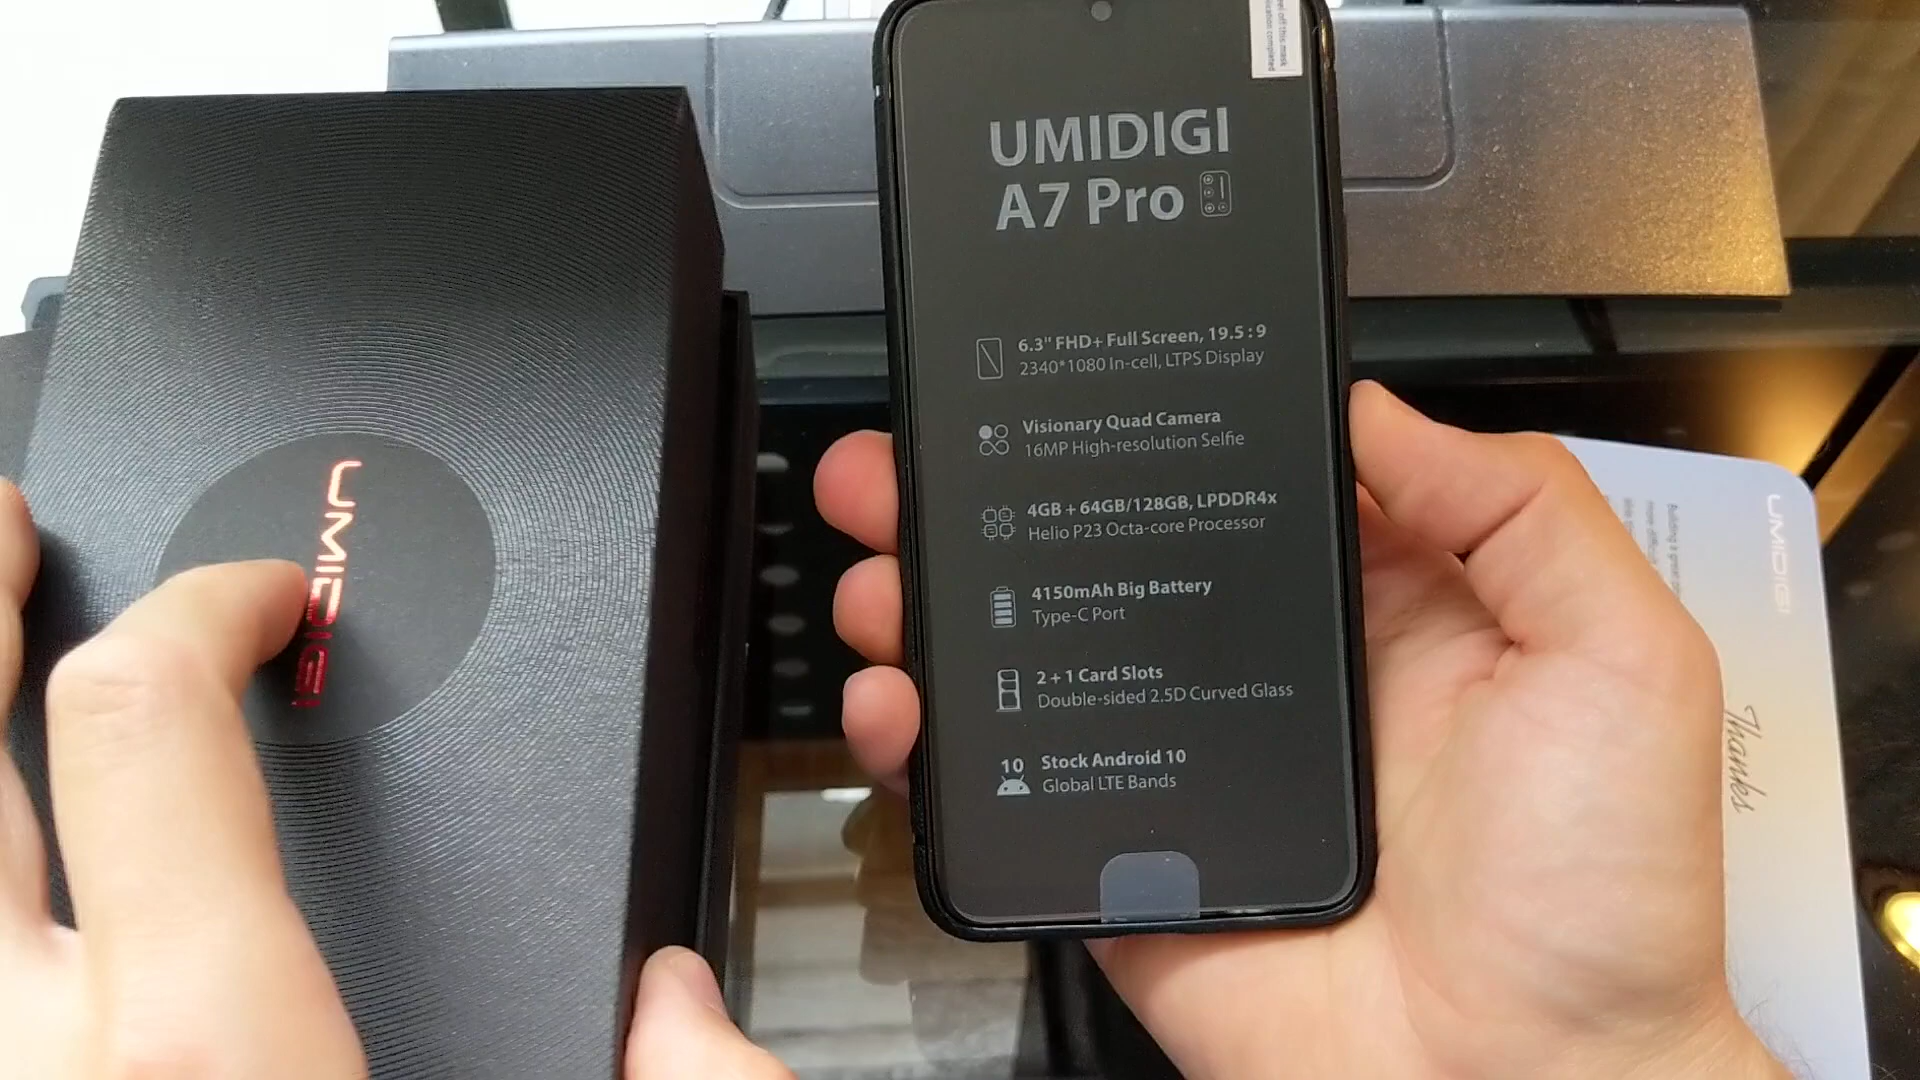 UMIDIGI
UMIDIGI
A7 Pro
6.3" FHD+ Full Screen, 19.5:9
2340*1080 In-cell, LTPS Display
Visionary Quad Camera
16MP High-resolution Selfie
4GB + 64GB/128GB, LPDDR4x
Helio P23 Octa-core Processor
4150mAh Big Battery
Type-C Port
2 + 1 Card Slots
Double-sided 2.5D Curved Glass
10
Stock Android 10
Global LTE Bands
UMIDIGI
Building a great
Thanks